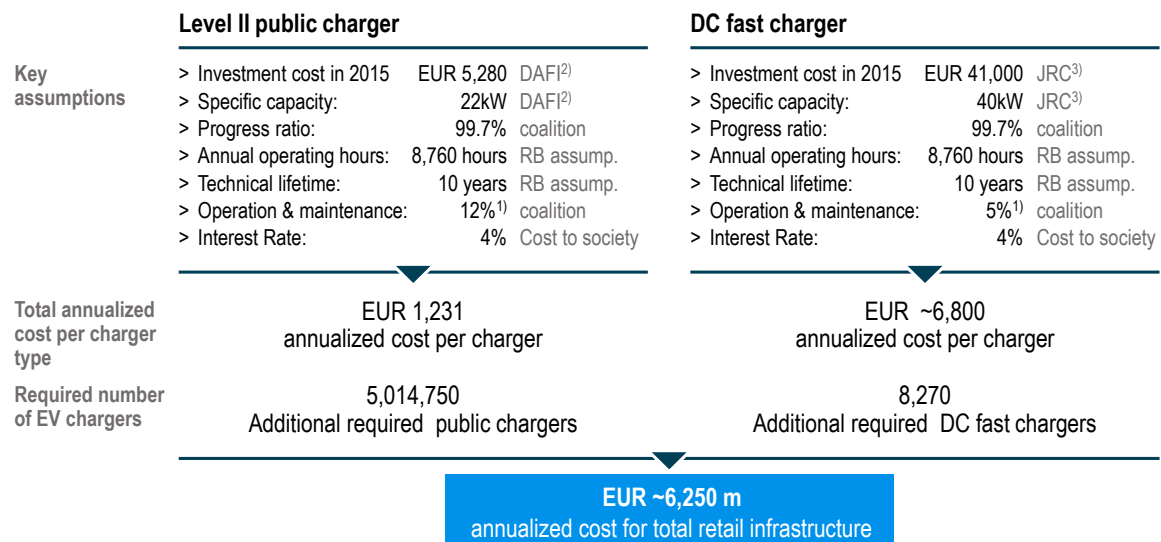 Level II public charger
DC fast charger
Key
assumptions
> Investment cost in 2015 EUR 5,280 DAFI2)
> Specific capacity: 22kW DAFI2)
> Progress ratio: 99.7% coalition
> Annual operating hours: 8,760 hours RB assump.
> Technical lifetime: 10 years RB assump.
> Operation & maintenance: 12%1) coalition
> Interest Rate: 4% Cost to society
> Investment cost in 2015 EUR 41,000 JRC3)
> Specific capacity: 40kW JRC3)
> Progress ratio: 99.7% coalition
> Annual operating hours: 8,760 hours RB assump.
> Technical lifetime: 10 years RB assump.
> Operation & maintenance: 5%1) coalition
> Interest Rate: 4% Cost to society
Total annualized
cost per charger
type
EUR 1,231
annualized cost per charger
EUR ~6,800
annualized cost per charger
Required number
of EV chargers
5,014,750
Additional required public chargers
8,270
Additional required DC fast chargers
EUR ~6,250 m
annualized cost for total retail infrastructure